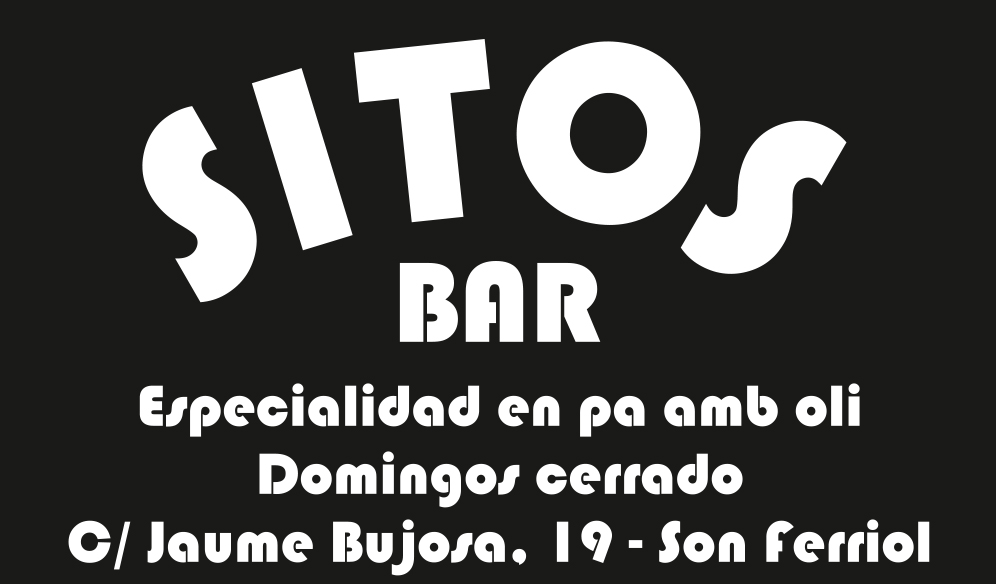 SITOS
BAR
Especialidad en pa amb oli
Domingos cerrado
C/ Jaume Bujosa, 19 - Son Ferriol